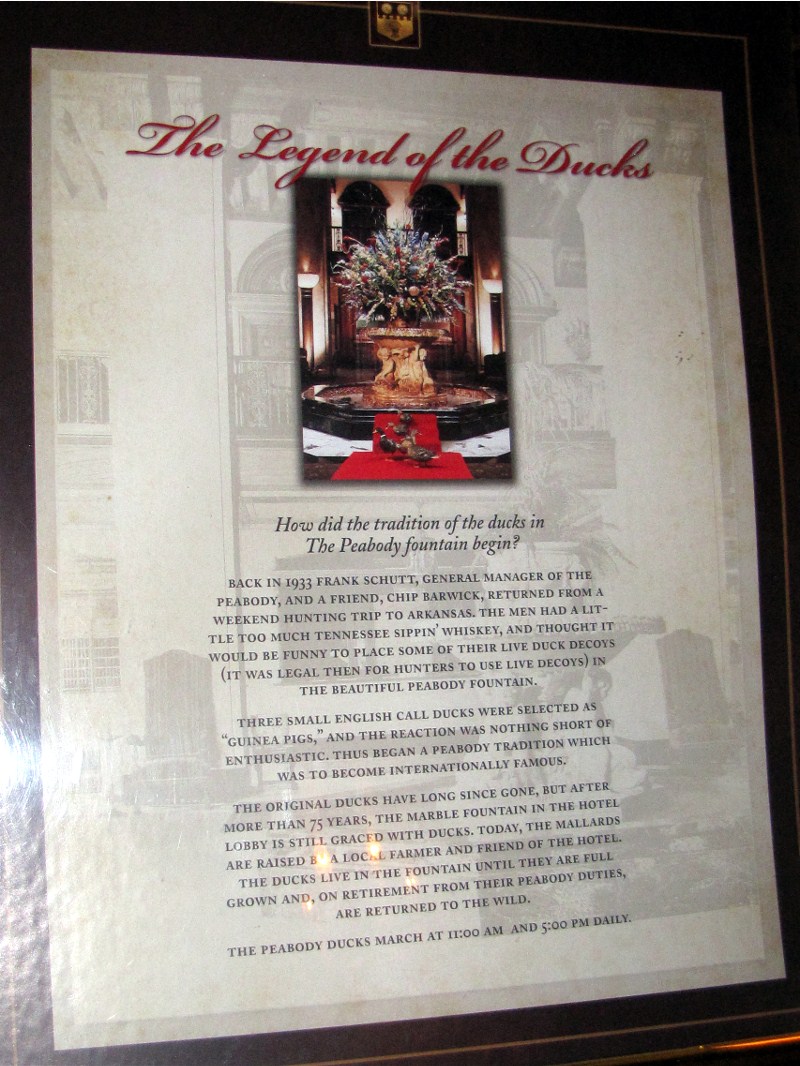 The Legend of the Ducks
How did the tradition of the ducks in
The Peabody fountain begin?
BACK IN 1933 FRANK SCHUTT, GENERAL MANAGER OF THE
PEABODY, AND A FRIEND, CHIP BARWICK, RETURNED FROM A
WEEKEND HUNTING TRIP TO ARKANSAS. THE MEN HAD A LIT-
TLE TOO MUCH TENNESSEE SIPPIN' WHISKEY, AND THOUGHT IT
WOULD BE FUNNY TO PLACE SOME OF THEIR LIVE DUCK DECOYS
(IT WAS LEGAL THEN FOR HUNTERS TO USE LIVE DECOYS) IN
THE BEAUTIFUL PEABODY FOUNTAIN.
THREE SMALL ENGLISH CALL DUCKS WERE SELECTED AS
"GUINEA PIGS," AND THE REACTION WAS NOTHING SHORT OF
ENTHUSIASTIC. THUS BEGAN A PEABODY TRADITION WHICH
WAS TO BECOME INTERNATIONALLY FAMOUS.
THE ORIGINAL DUCKS HAVE LONG SINCE GONE, BUT AFTER
MORE THAN 75 YEARS, THE MARBLE FOUNTAIN IN THE HOTEL
LOBBY IS STILL GRACED WITH DUCKS. TODAY, THE MALLARDS
ARE RAISED BY A LOCAL FARMER AND FRIEND OF THE HOTEL.
THE DUCKS LIVE IN THE FOUNTAIN UNTIL THEY ARE FULL
GROWN AND, ON RETIREMENT FROM THEIR PEABODY DUTIES,
ARE RETURNED TO THE WILD.
THE PEABODY DUCKS MARCH AT 11:00 AM AND 5:00 PM DAILY.